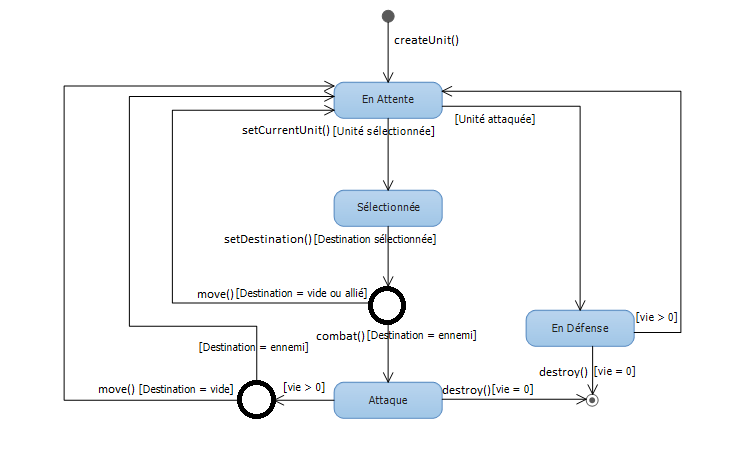 createUnit()
En Attente
[Unité attaquée]
setCurrentUnit() [Unité sélectionnée]
Sélectionnée
setDestination() [Destination sélectionnée]
move() [Destination = vide ou allié]
[vie > 0]
En Défense
combat() [Destination = ennemi]
[Destination = ennemi]
destroy() [vie = 0]
move() [Destination = vide]
[vie > 0]
Attaque
destroy() [vie = 0]